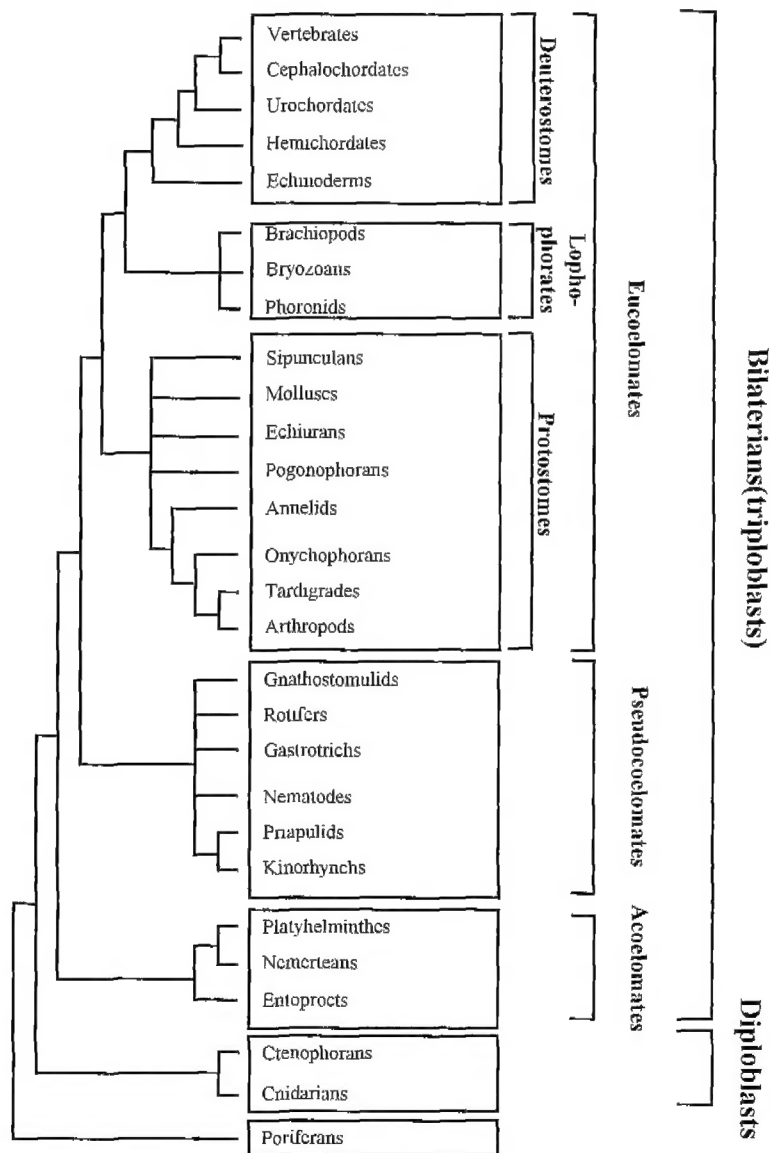 Vertebrates
Cephalochordates
Urochordates
Hemichordates
Echinoderms
Brachiopods
Bryozoans
Phoronids
Sipunculans
Molluscs
Echiurans
Pogonophorans
Annelids
Onychophorans
Tardigrades
Arthropods
Gnathostomulids
Rotifers
Gastrotrichs
Nematodes
Priapulids
Kinorhynchs
Platyhelminthes
Nemerteans
Entoprocts
Ctenophorans
Cnidarians
Poriferans
Deuterostomes
Lopho-
phorates
Protostomes
Eucoelomates
Pseudocoelomates
Acoelomates
Bilaterians(triploblasts)
Diploblasts